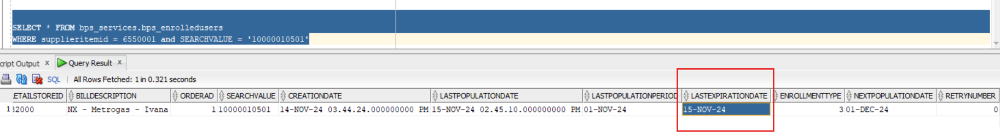 SELECT * FROM bps_services.bps_enrolledusers
WHERE supplieritemid = 6550001 and SEARCHVALUE = '10000010501'
cript Output x Query Result x
SQL | All Rows Fetched: 1 in 0.321 seconds
ETAILSTOREID BILLDESCRIPTION ORDERAD SEARCHVALUE CREATIONDATE LASTPOPULATIONDATE LASTPOPULATIONPERIOD LASTEXPIRATIONDATE ENROLLMENTTYPE NEXTPOPULATIONDATE RETRYNUMBER
1 32000 NX - Metrogas - Ivana 1 10000010501 14-NOV-24 03.44.24.000000000 PM 15-NOV-24 02.45.10.000000000 PM 01-NOV-24 15-NOV-24 3 01-DEC-24 0